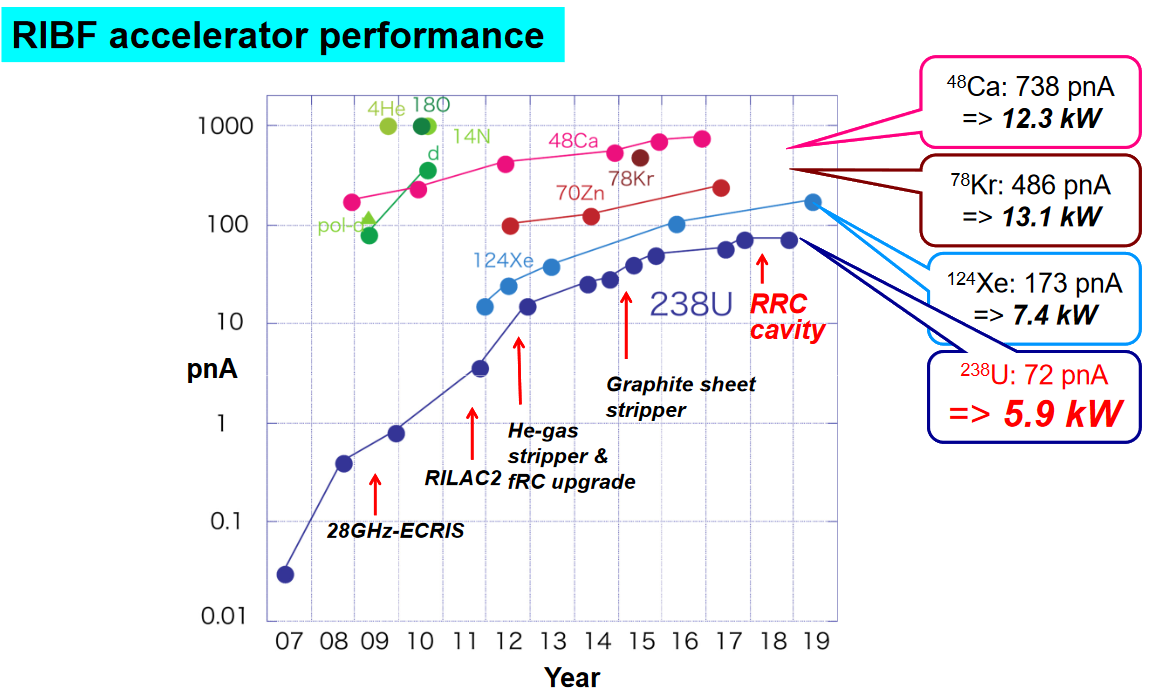 RIBF accelerator performance
⁴⁸Ca: 738 pnA
=> 12.3 kW
⁷⁸Kr: 486 pnA
=> 13.1 kW
¹²⁴Xe: 173 pnA
=> 7.4 kW
²³⁸U: 72 pnA
=> 5.9 kW
4He
18O
14N
d
pol-d
48Ca
78Kr
70Zn
124Xe
238U
RRC
cavity
Graphite sheet
stripper
He-gas
stripper &
fRC upgrade
RILAC2
28GHz-ECRIS
1000
100
10
pnA
1
0.1
0.01
07 08 09 10 11 12 13 14 15 16 17 18 19
Year